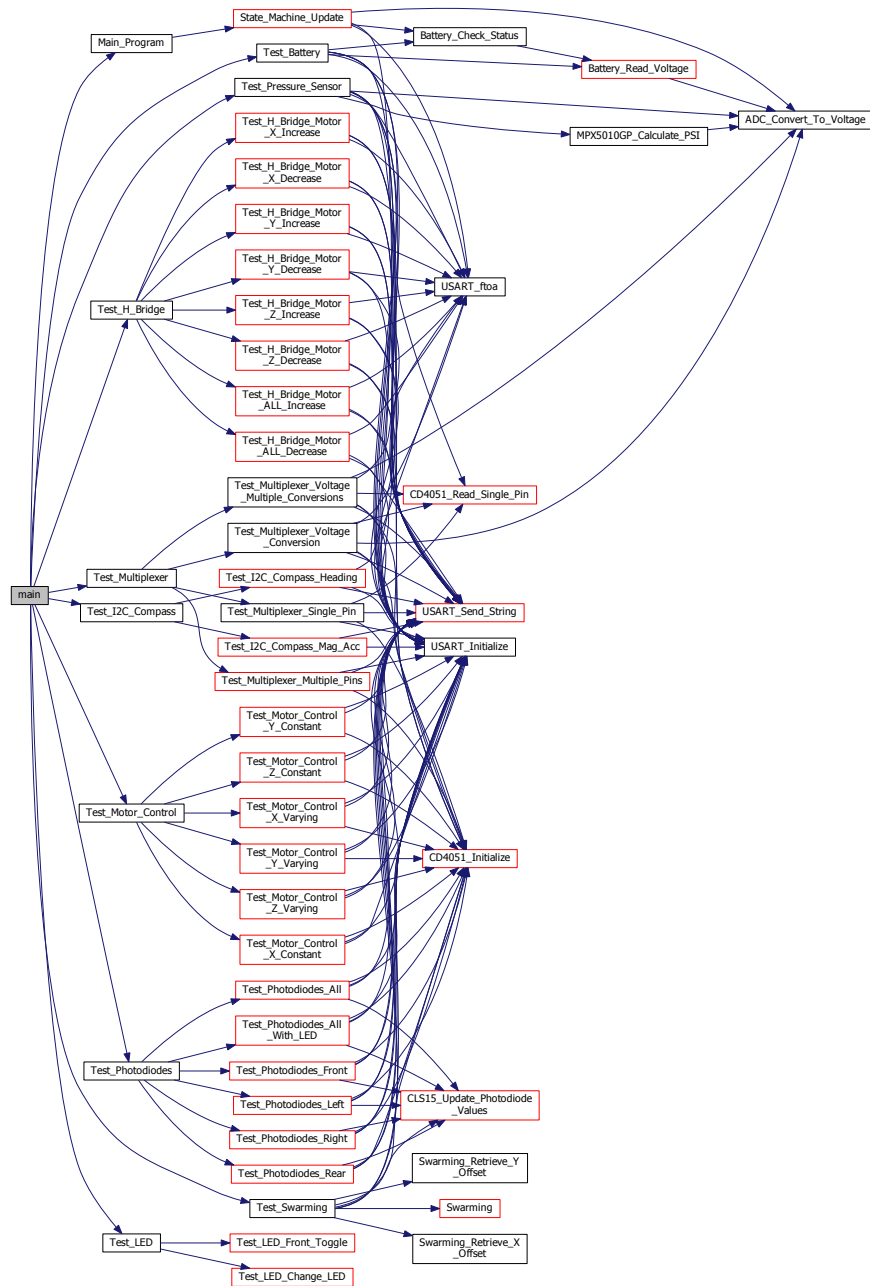 State_Machine_Update
Main_Program
Battery_Check_Status
Test_Battery
Battery_Read_Voltage
Test_Pressure_Sensor
ADC_Convert_To_Voltage
Test_H_Bridge_Motor
_X_Increase
MPX5010GP_Calculate_PSI
Test_H_Bridge_Motor
_X_Decrease
Test_H_Bridge_Motor
_Y_Increase
Test_H_Bridge_Motor
_Y_Decrease
USART_ftoa
Test_H_Bridge
Test_H_Bridge_Motor
_Z_Increase
Test_H_Bridge_Motor
_Z_Decrease
Test_H_Bridge_Motor
_ALL_Increase
Test_H_Bridge_Motor
_ALL_Decrease
Test_Multiplexer_Voltage
_Multiple_Conversions
CD4051_Read_Single_Pin
Test_Multiplexer_Voltage
_Conversion
Test_Multiplexer
Test_I2C_Compass_Heading
main
Test_I2C_Compass
Test_Multiplexer_Single_Pin
USART_Send_String
Test_I2C_Compass_Mag_Acc
USART_Initialize
Test_Multiplexer_Multiple_Pins
Test_Motor_Control
_Y_Constant
Test_Motor_Control
_Z_Constant
Test_Motor_Control
Test_Motor_Control
_X_Varying
Test_Motor_Control
_Y_Varying
CD4051_Initialize
Test_Motor_Control
_Z_Varying
Test_Motor_Control
_X_Constant
Test_Photodiodes_All
Test_Photodiodes_All
_With_LED
Test_Photodiodes
Test_Photodiodes_Front
CLS15_Update_Photodiode
_Values
Test_Photodiodes_Left
Test_Photodiodes_Right
Test_Photodiodes_Rear
Swarming_Retrieve_Y
_Offset
Test_Swarming
Swarming
Test_LED
Test_LED_Front_Toggle
Swarming_Retrieve_X
_Offset
Test_LED_Change_LED